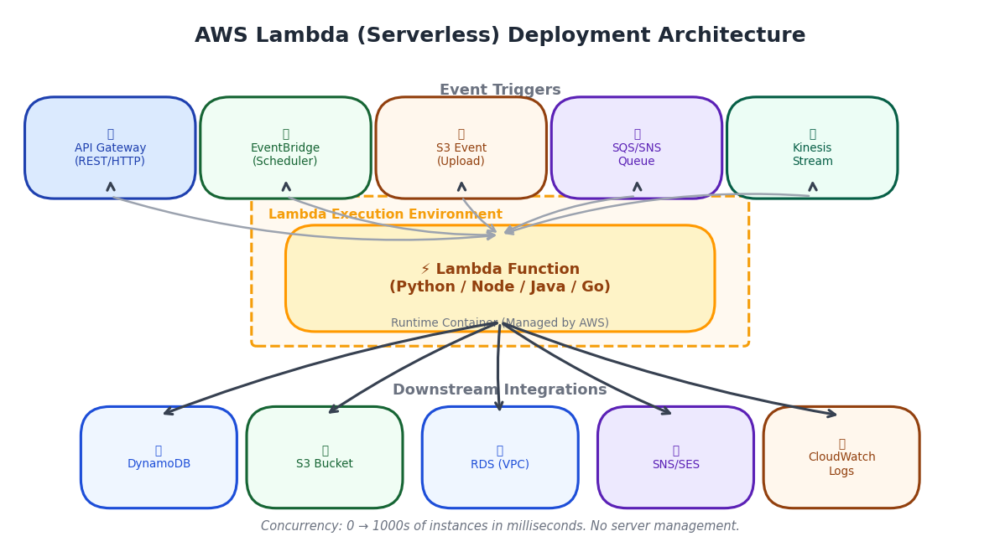 AWS Lambda (Serverless) Deployment Architecture
Event Triggers
API Gateway
(REST/HTTP)
EventBridge
(Scheduler)
S3 Event
(Upload)
SQS/SNS
Queue
Kinesis
Stream
Lambda Execution Environment
⚡ Lambda Function
(Python / Node / Java / Go)
Runtime Container (Managed by AWS)
Downstream Integrations
DynamoDB
S3 Bucket
RDS (VPC)
SNS/SES
CloudWatch
Logs
Concurrency: 0 → 1000s of instances in milliseconds. No server management.